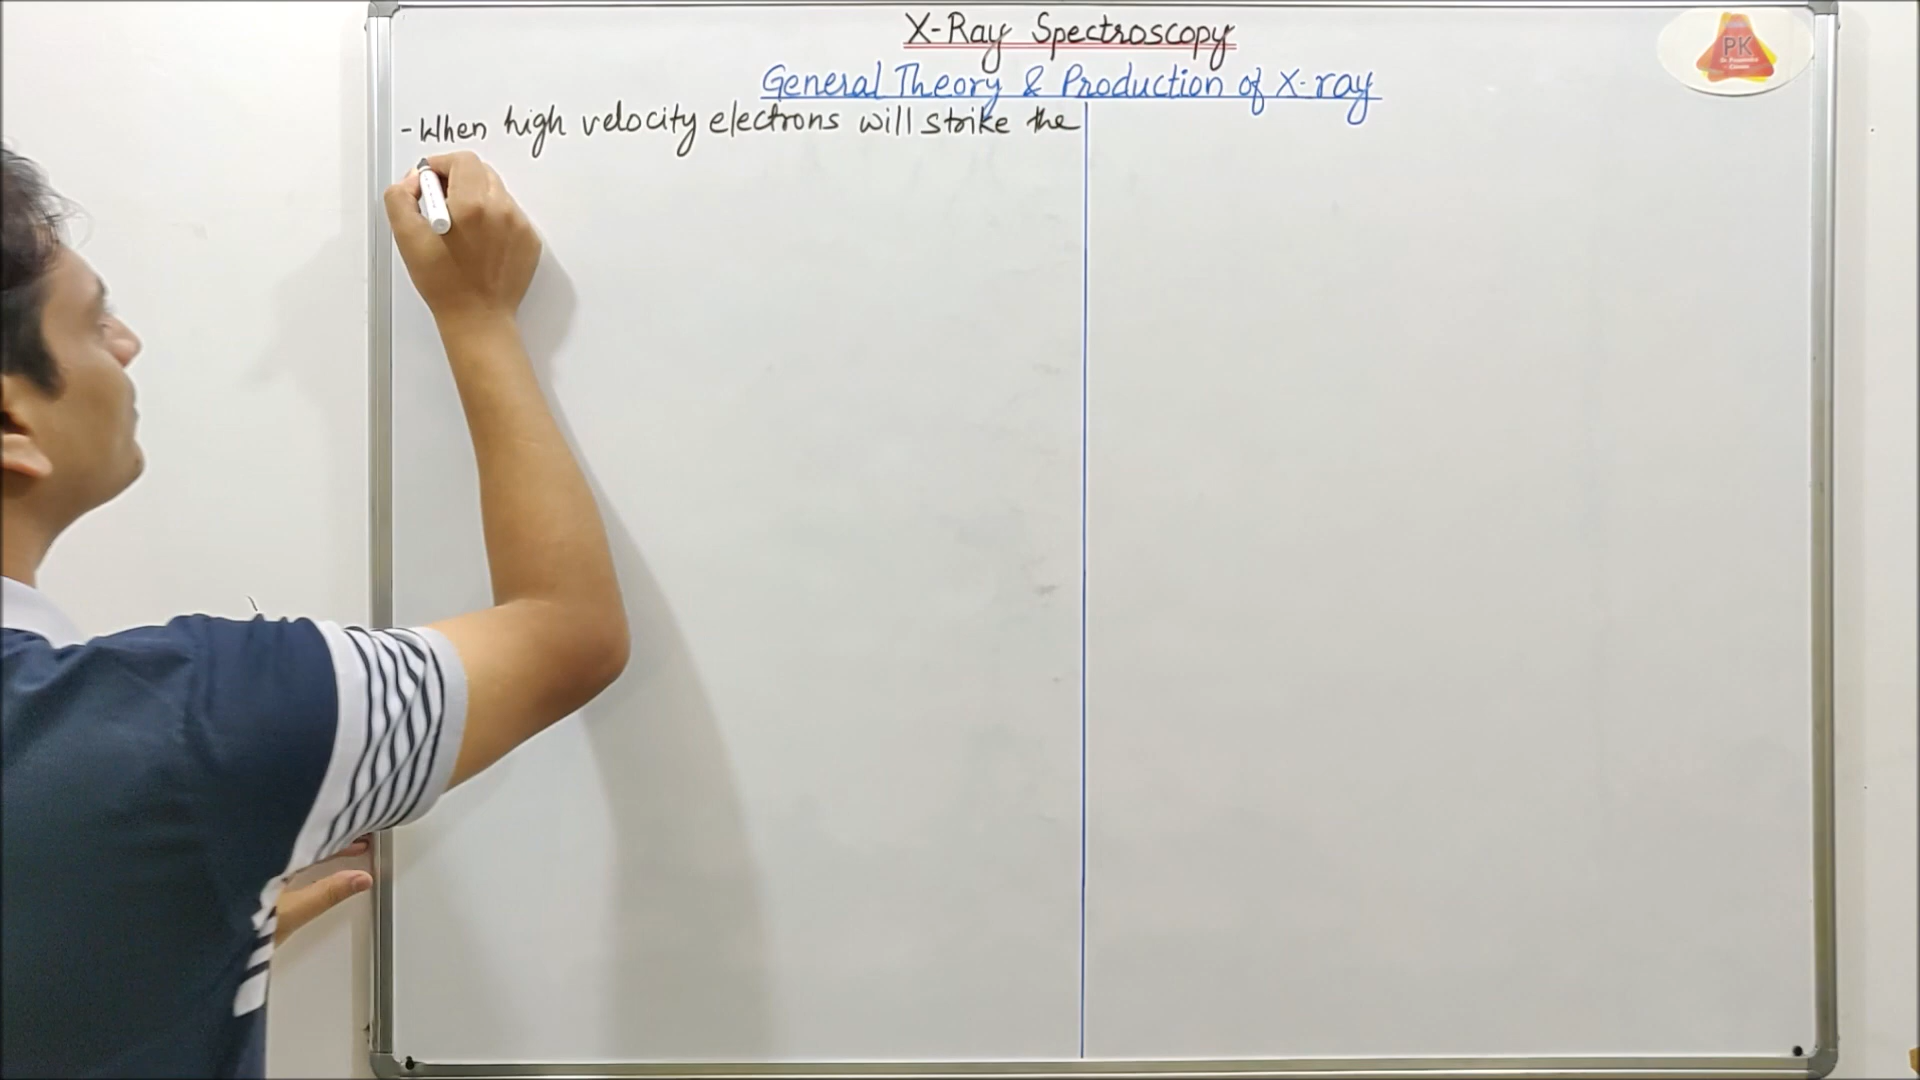 X-Ray Spectroscopy
PK
General Theory & Production of X-ray
- When high velocity electrons will strike the